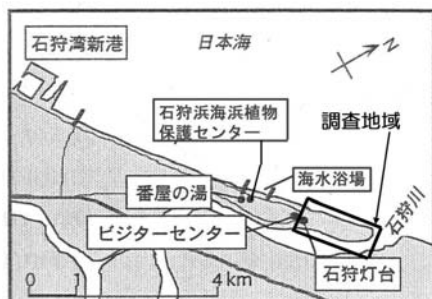 石狩湾新港
日本海
N
石狩浜海浜植物
保護センター
調査地域
海水浴場
番屋の湯
石狩川
ビジターセンター
石狩灯台
0 1 4 km